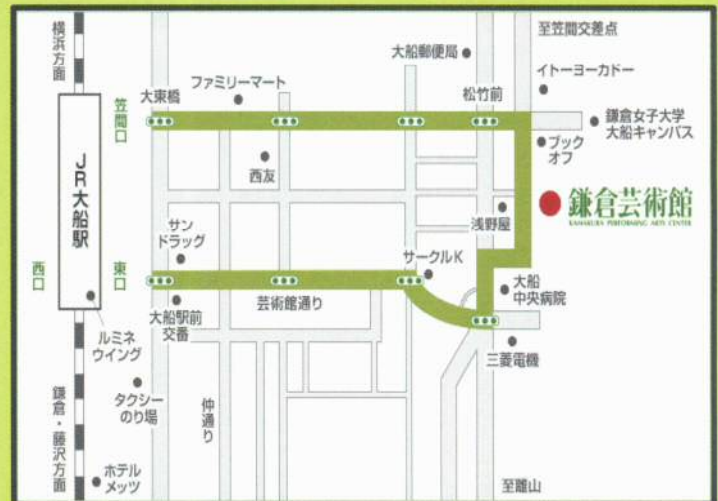 横浜方面
至笠間交差点
大船郵便局
イトーヨーカドー
ファミリーマート
大東橋
松竹前
笠間口
鎌倉女子大学
大船キャンパス
ブック
オフ
西友
JR大船駅
鎌倉芸術館
KAMAKURA PERFORMING ARTS CENTER
浅野屋
サン
ドラッグ
サークルK
西口
東口
大船
中央病院
芸術館通り
大船駅前
交番
ルミネ
ウイング
三菱電機
タクシー
のり場
仲通り
鎌倉・藤沢方面
ホテル
メッツ
至離山